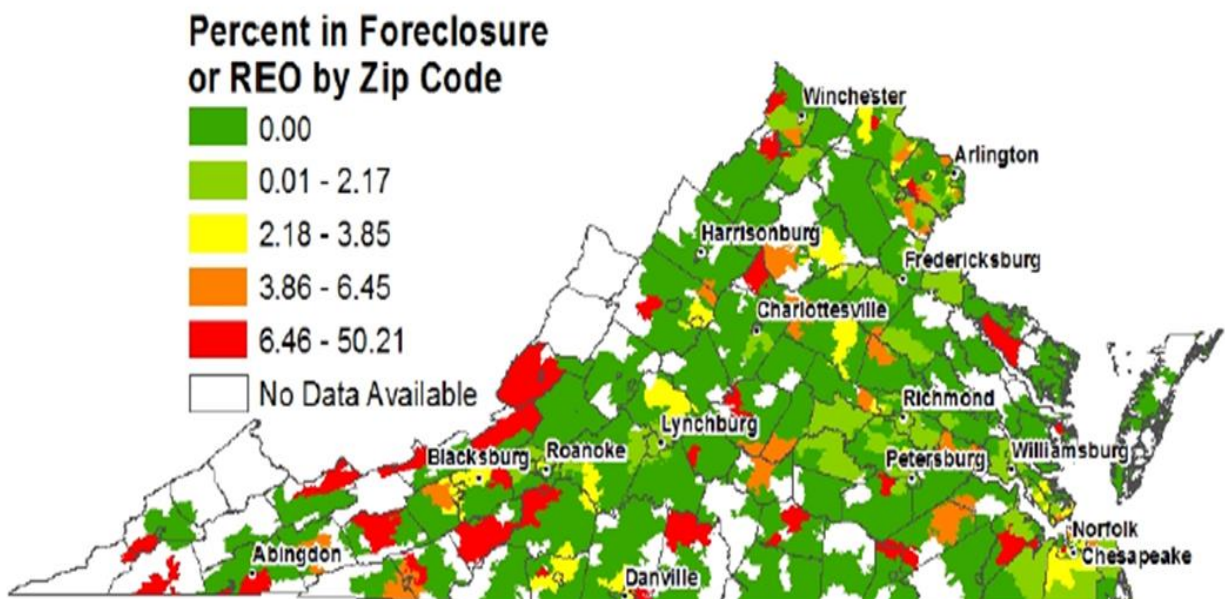 Percent in Foreclosure
or REO by Zip Code
0.00
0.01 - 2.17
2.18 - 3.85
3.86 - 6.45
6.46 - 50.21
No Data Available
Winchester
Arlington
Harrisonburg
Fredericksburg
Charlottesville
Richmond
Lynchburg
Blacksburg
Roanoke
Petersburg
Williamsburg
Norfolk
Abingdon
Chesapeake
Danville